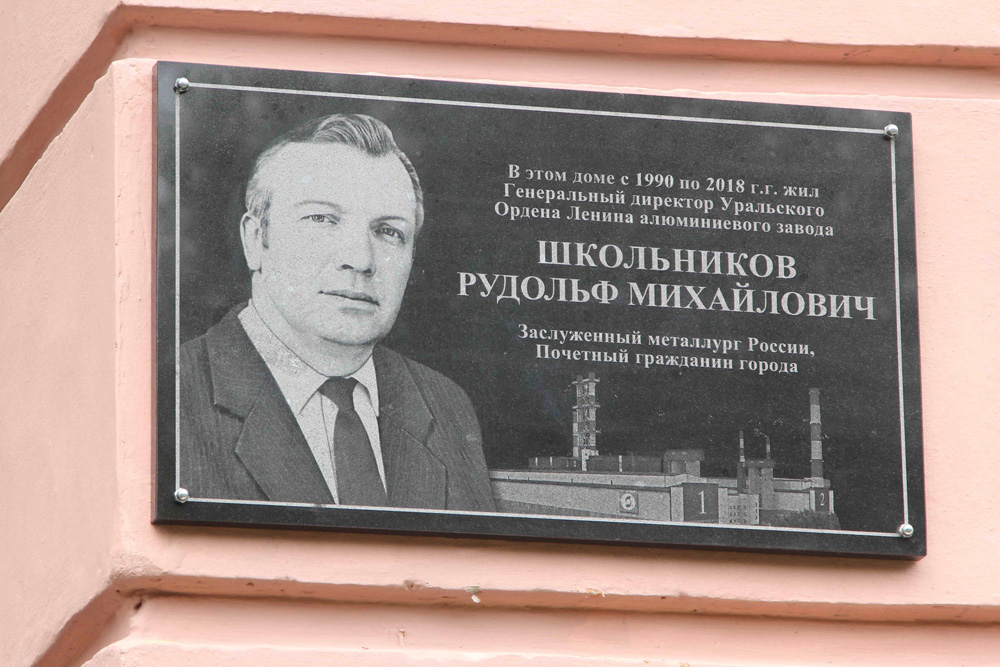 В этом доме с 1990 по 2018 г.г. жил
Генеральный директор Уральского
Ордена Ленина алюминиевого завода
ШКОЛЬНИКОВ
РУДОЛЬФ МИХАЙЛОВИЧ
Заслуженный металлург России,
Почетный гражданин города
1
2